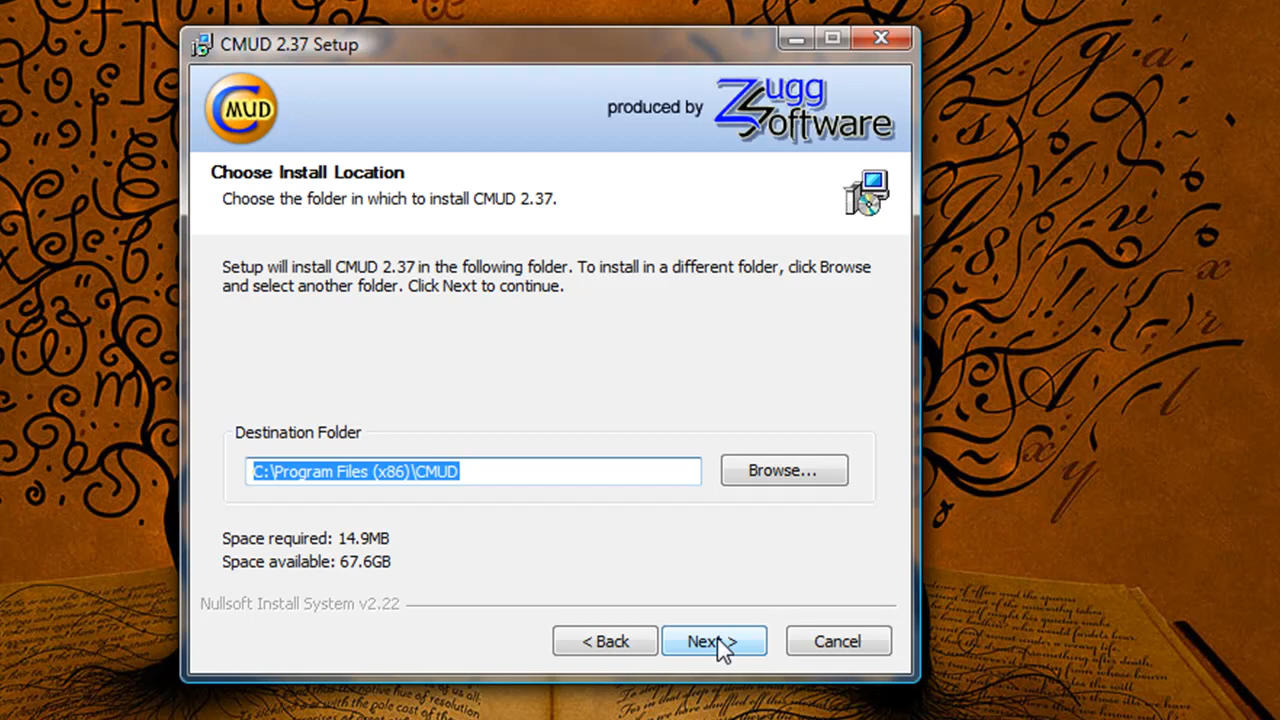 CMUD 2.37 Setup
CMUD
produced by
Zugg
Software
Choose Install Location
Choose the folder in which to install CMUD 2.37.
Setup will install CMUD 2.37 in the following folder. To install in a different folder, click Browse
and select another folder. Click Next to continue.
Destination Folder
C:\Program Files (x86)\CMUD
Browse...
Space required: 14.9MB
Space available: 67.6GB
Nullsoft Install System v2.22
< Back
Next >
Cancel